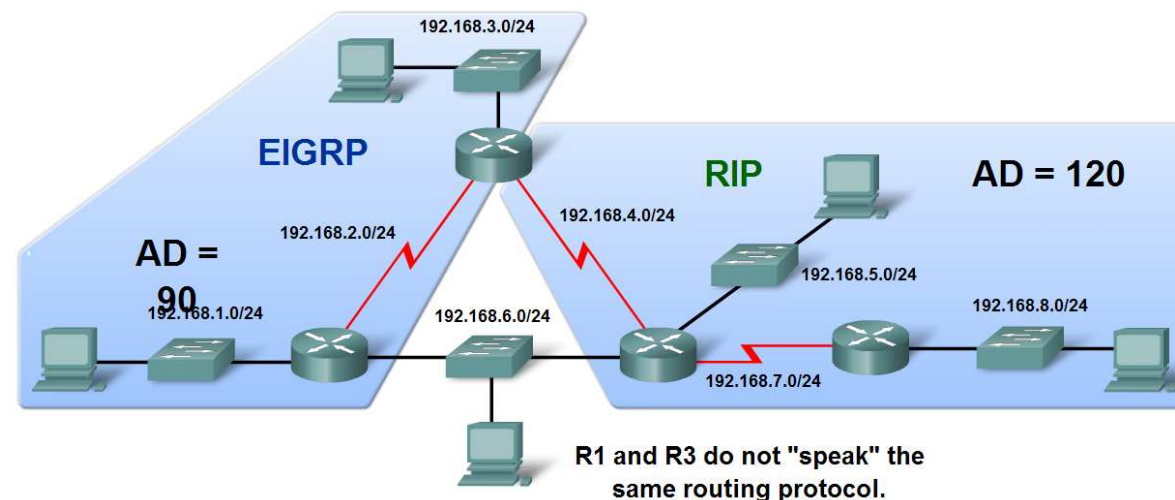 192.168.3.0/24
EIGRP
RIP
AD = 120
192.168.4.0/24
192.168.2.0/24
AD =
90
192.168.5.0/24
192.168.1.0/24
192.168.6.0/24
192.168.8.0/24
192.168.7.0/24
R1 and R3 do not "speak" the
same routing protocol.